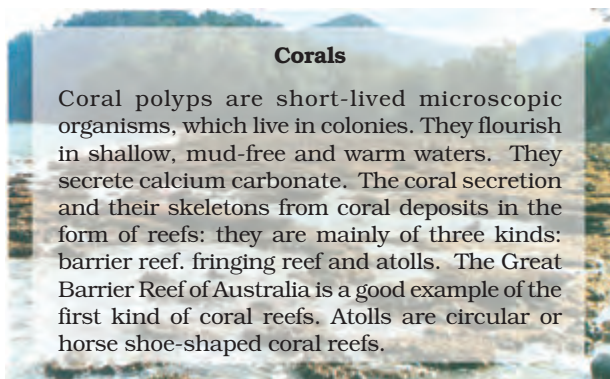 Corals
Coral polyps are short-lived microscopic
organisms, which live in colonies. They flourish
in shallow, mud-free and warm waters. They
secrete calcium carbonate. The coral secretion
and their skeletons from coral deposits in the
form of reefs: they are mainly of three kinds:
barrier reef. fringing reef and atolls. The Great
Barrier Reef of Australia is a good example of the
first kind of coral reefs. Atolls are circular or
horse shoe-shaped coral reefs.